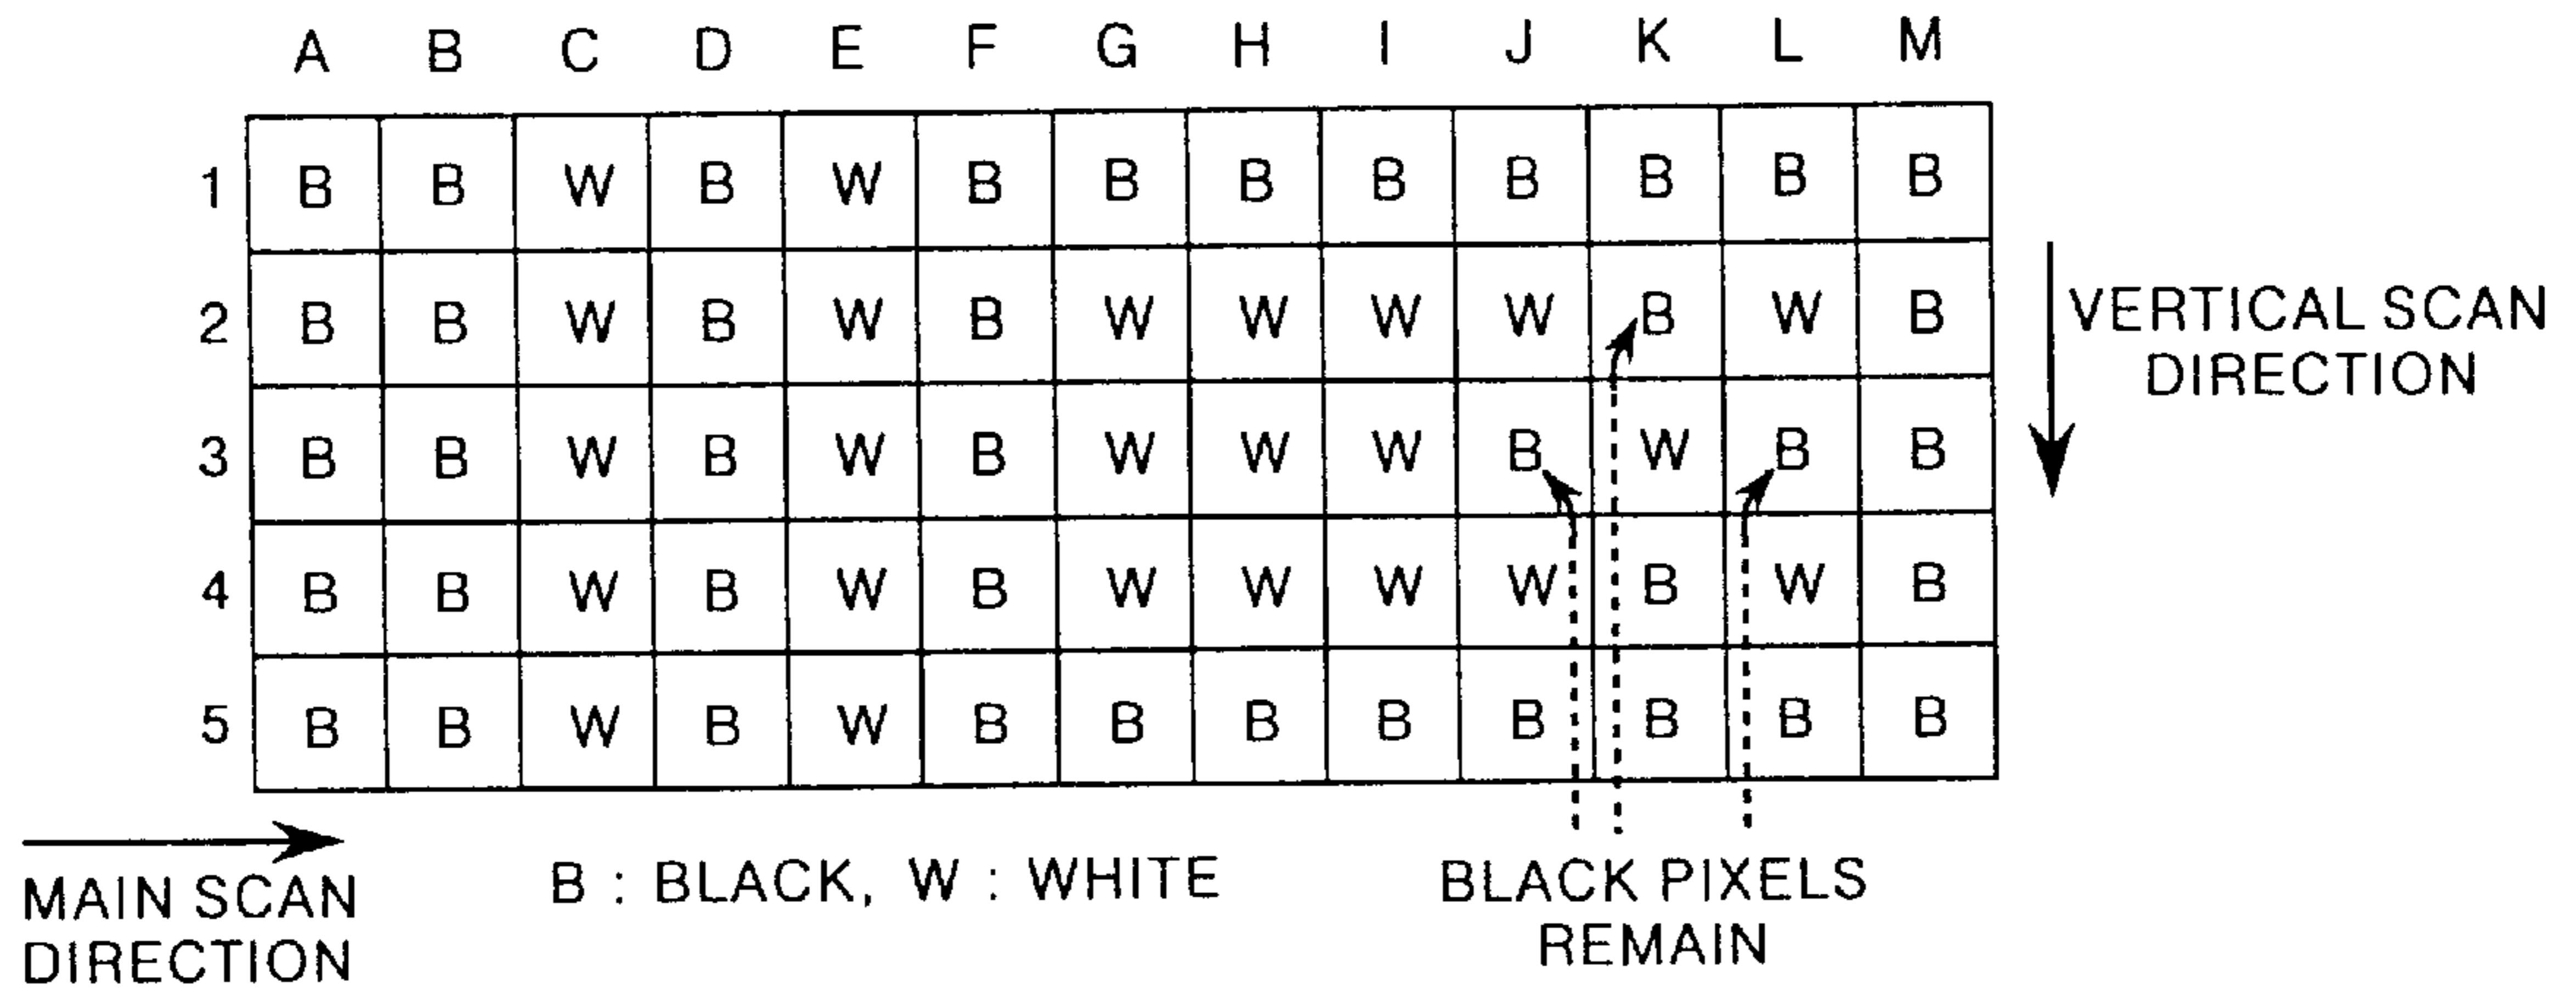 A B C D E F G H I J K L M
1 B B W B W B B B B B B B B
2 B B W B W B W W W W B W B
3 B B W B W B W W W B W B B
4 B B W B W B W W W W B W B
5 B B W B W B B B B B B B B
VERTICAL SCAN
DIRECTION
MAIN SCAN
DIRECTION
B : BLACK, W : WHITE
BLACK PIXELS
REMAIN